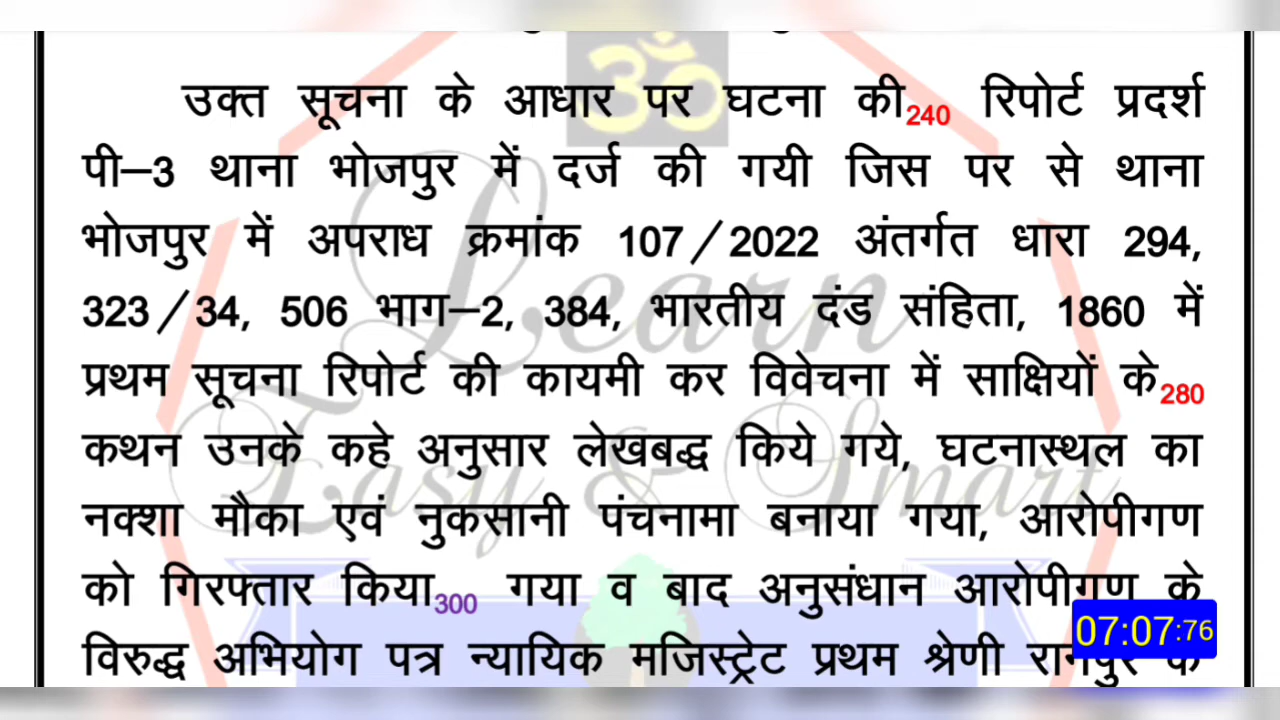 उक्त सूचना के आधार पर घटना की240 रिपोर्ट प्रदर्श
पी–3 थाना भोजपुर में दर्ज की गयी जिस पर से थाना
भोजपुर में अपराध क्रमांक 107/2022 अंतर्गत धारा 294,
323/34, 506 भाग–2, 384, भारतीय दंड संहिता, 1860 में
प्रथम सूचना रिपोर्ट की कायमी कर विवेचना में साक्षियों के280
कथन उनके कहे अनुसार लेखबद्ध किये गये, घटनास्थल का
नक्शा मौका एवं नुकसानी पंचनामा बनाया गया, आरोपीगण
को गिरफ्तार किया300 गया व बाद अनुसंधान आरोपीगण के
विरुद्ध अभियोग पत्र न्यायिक मजिस्ट्रेट प्रथम श्रेणी
07:07:76
ॐ
Learn
Easy & Smart